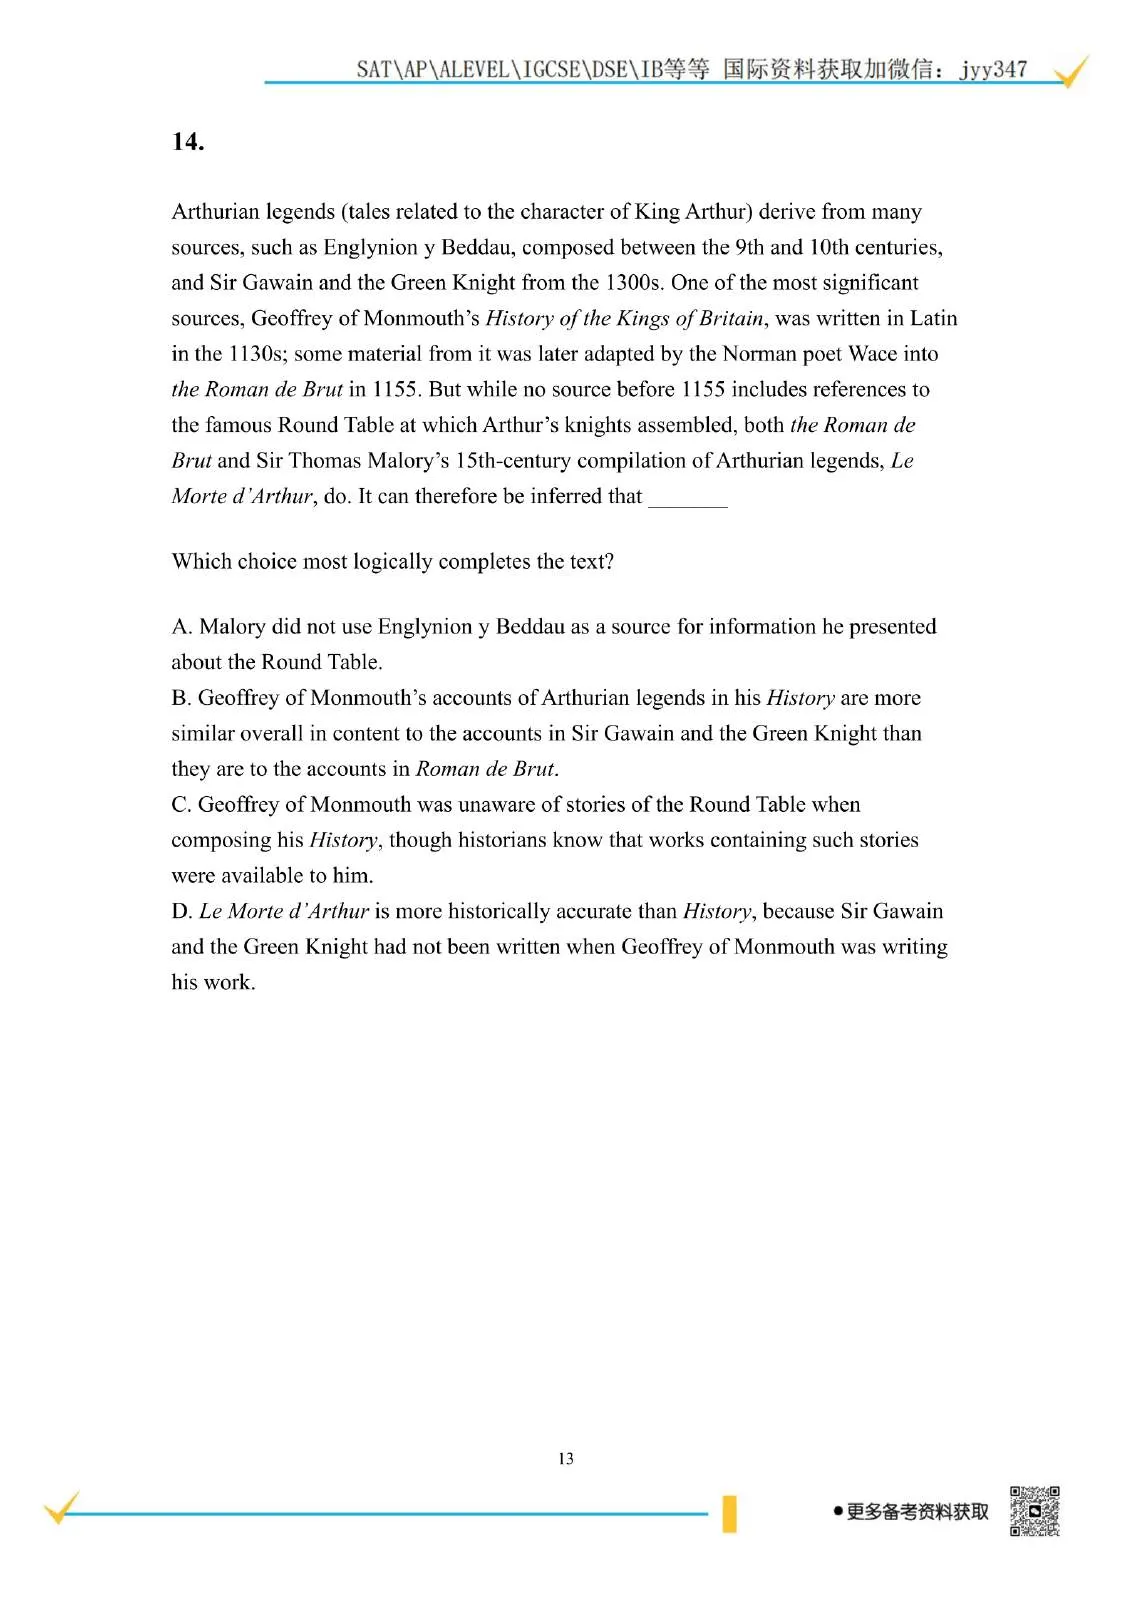 SAT\AP\ALEVEL\IGCSE\DSE\IB等等 国际资料获取加微信：jyy347
14.
Arthurian legends (tales related to the character of King Arthur) derive from many
sources, such as Englynion y Beddau, composed between the 9th and 10th centuries,
and Sir Gawain and the Green Knight from the 1300s. One of the most significant
sources, Geoffrey of Monmouth’s History of the Kings of Britain, was written in Latin
in the 1130s; some material from it was later adapted by the Norman poet Wace into
the Roman de Brut in 1155. But while no source before 1155 includes references to
the famous Round Table at which Arthur’s knights assembled, both the Roman de
Brut and Sir Thomas Malory’s 15th-century compilation of Arthurian legends, Le
Morte d’Arthur, do. It can therefore be inferred that _______
Which choice most logically completes the text?
A. Malory did not use Englynion y Beddau as a source for information he presented
about the Round Table.
B. Geoffrey of Monmouth’s accounts of Arthurian legends in his History are more
similar overall in content to the accounts in Sir Gawain and the Green Knight than
they are to the accounts in Roman de Brut.
C. Geoffrey of Monmouth was unaware of stories of the Round Table when
composing his History, though historians know that works containing such stories
were available to him.
D. Le Morte d’Arthur is more historically accurate than History, because Sir Gawain
and the Green Knight had not been written when Geoffrey of Monmouth was writing
his work.
13
●更多备考资料获取